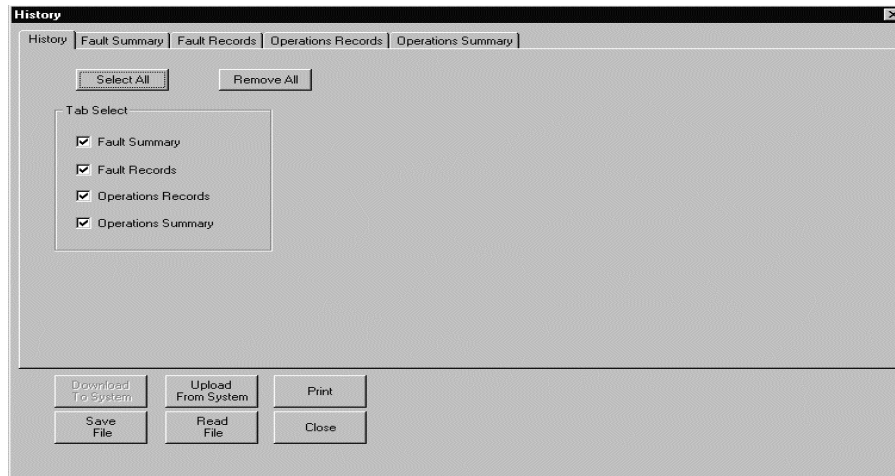 History
History Fault Summary Fault Records Operations Records Operations Summary
Select All Remove All
Tab Select
Fault Summary
Fault Records
Operations Records
Operations Summary
Download
To System
Upload
From System
Print
Save
File
Read
File
Close